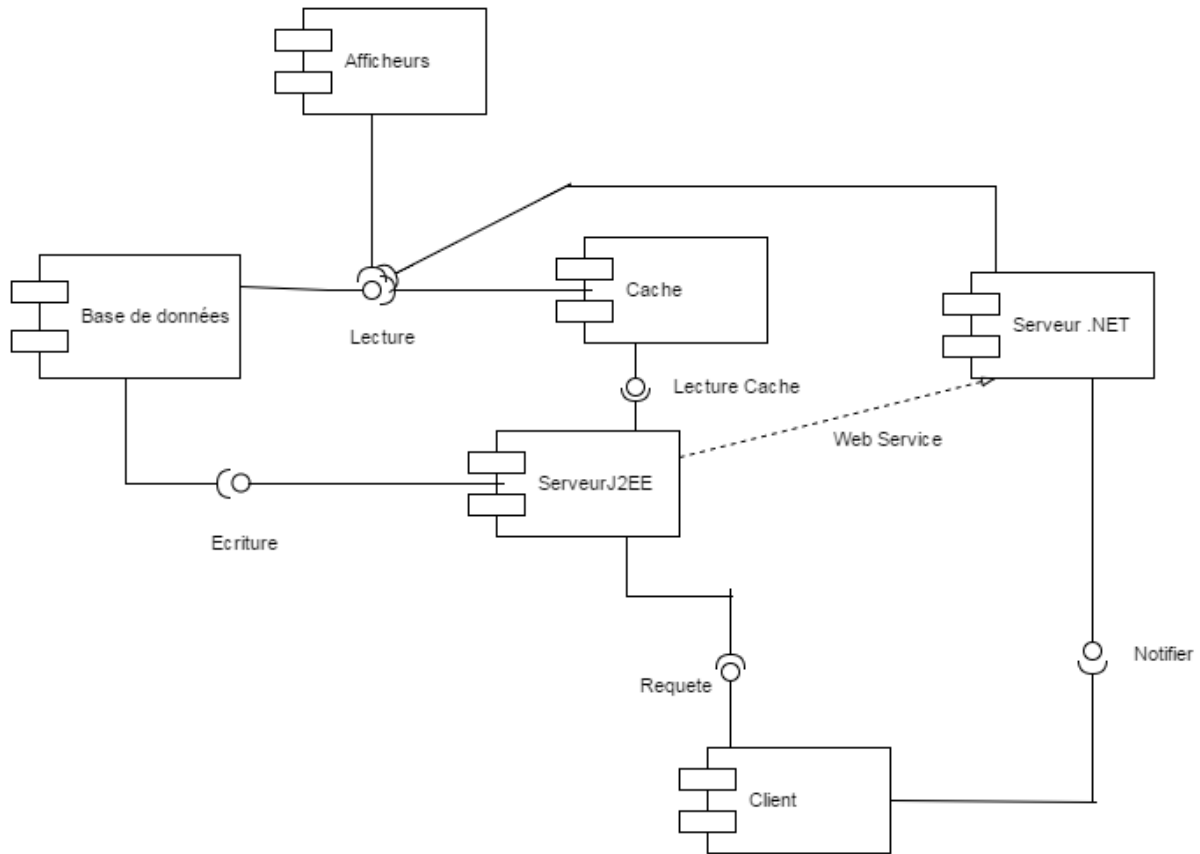 Afficheurs
Base de données
Cache
Serveur .NET
Lecture
Lecture Cache
Web Service
ServeurJ2EE
Ecriture
Notifier
Requete
Client